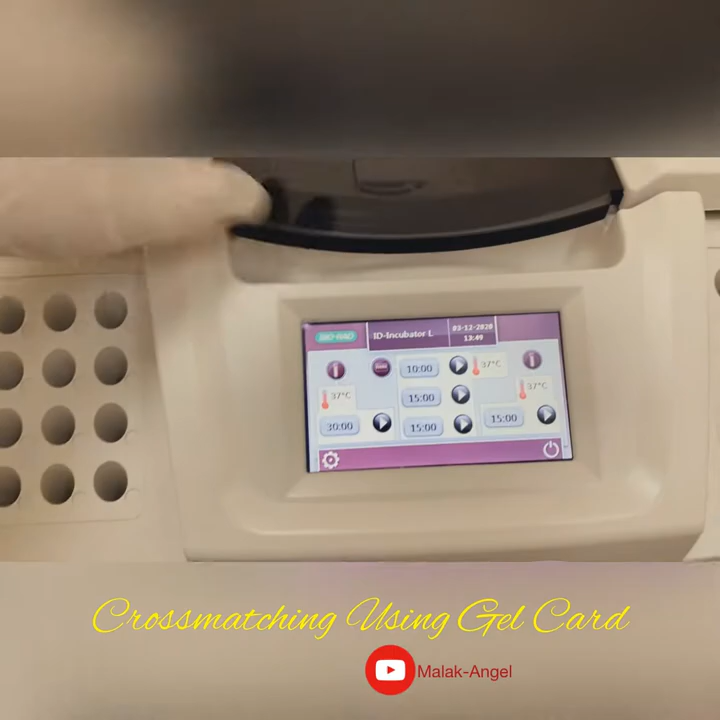 BIO-RAD
ID-Incubator L
03-12-2020
13:49
10:00
37°C
37°C
15:00
37°C
30:00
15:00
15:00
Crossmatching Using Gel Card
Malak-Angel